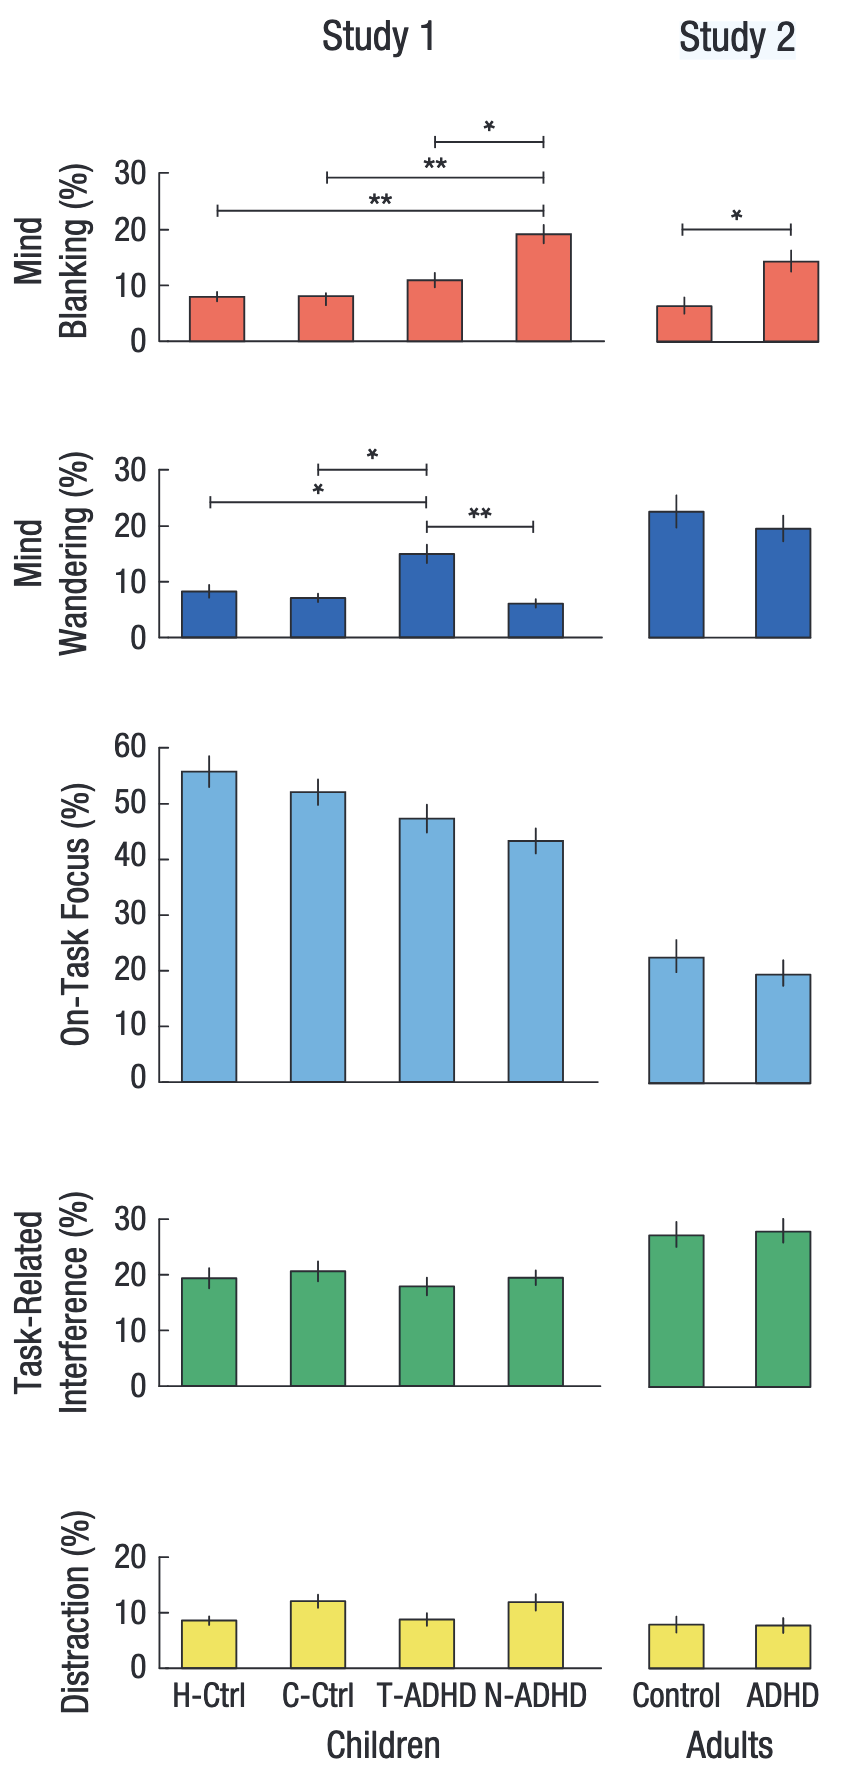 Study 1
Study 2
Mind
Blanking (%)
30
20
10
0
*
**
**
*
Mind
Wandering (%)
30
20
10
0
*
*
**
On-Task Focus (%)
60
50
40
30
20
10
0
Task-Related
Interference (%)
30
20
10
0
Distraction (%)
20
10
0
H-Ctrl C-Ctrl T-ADHD N-ADHD Control ADHD
Children Adults